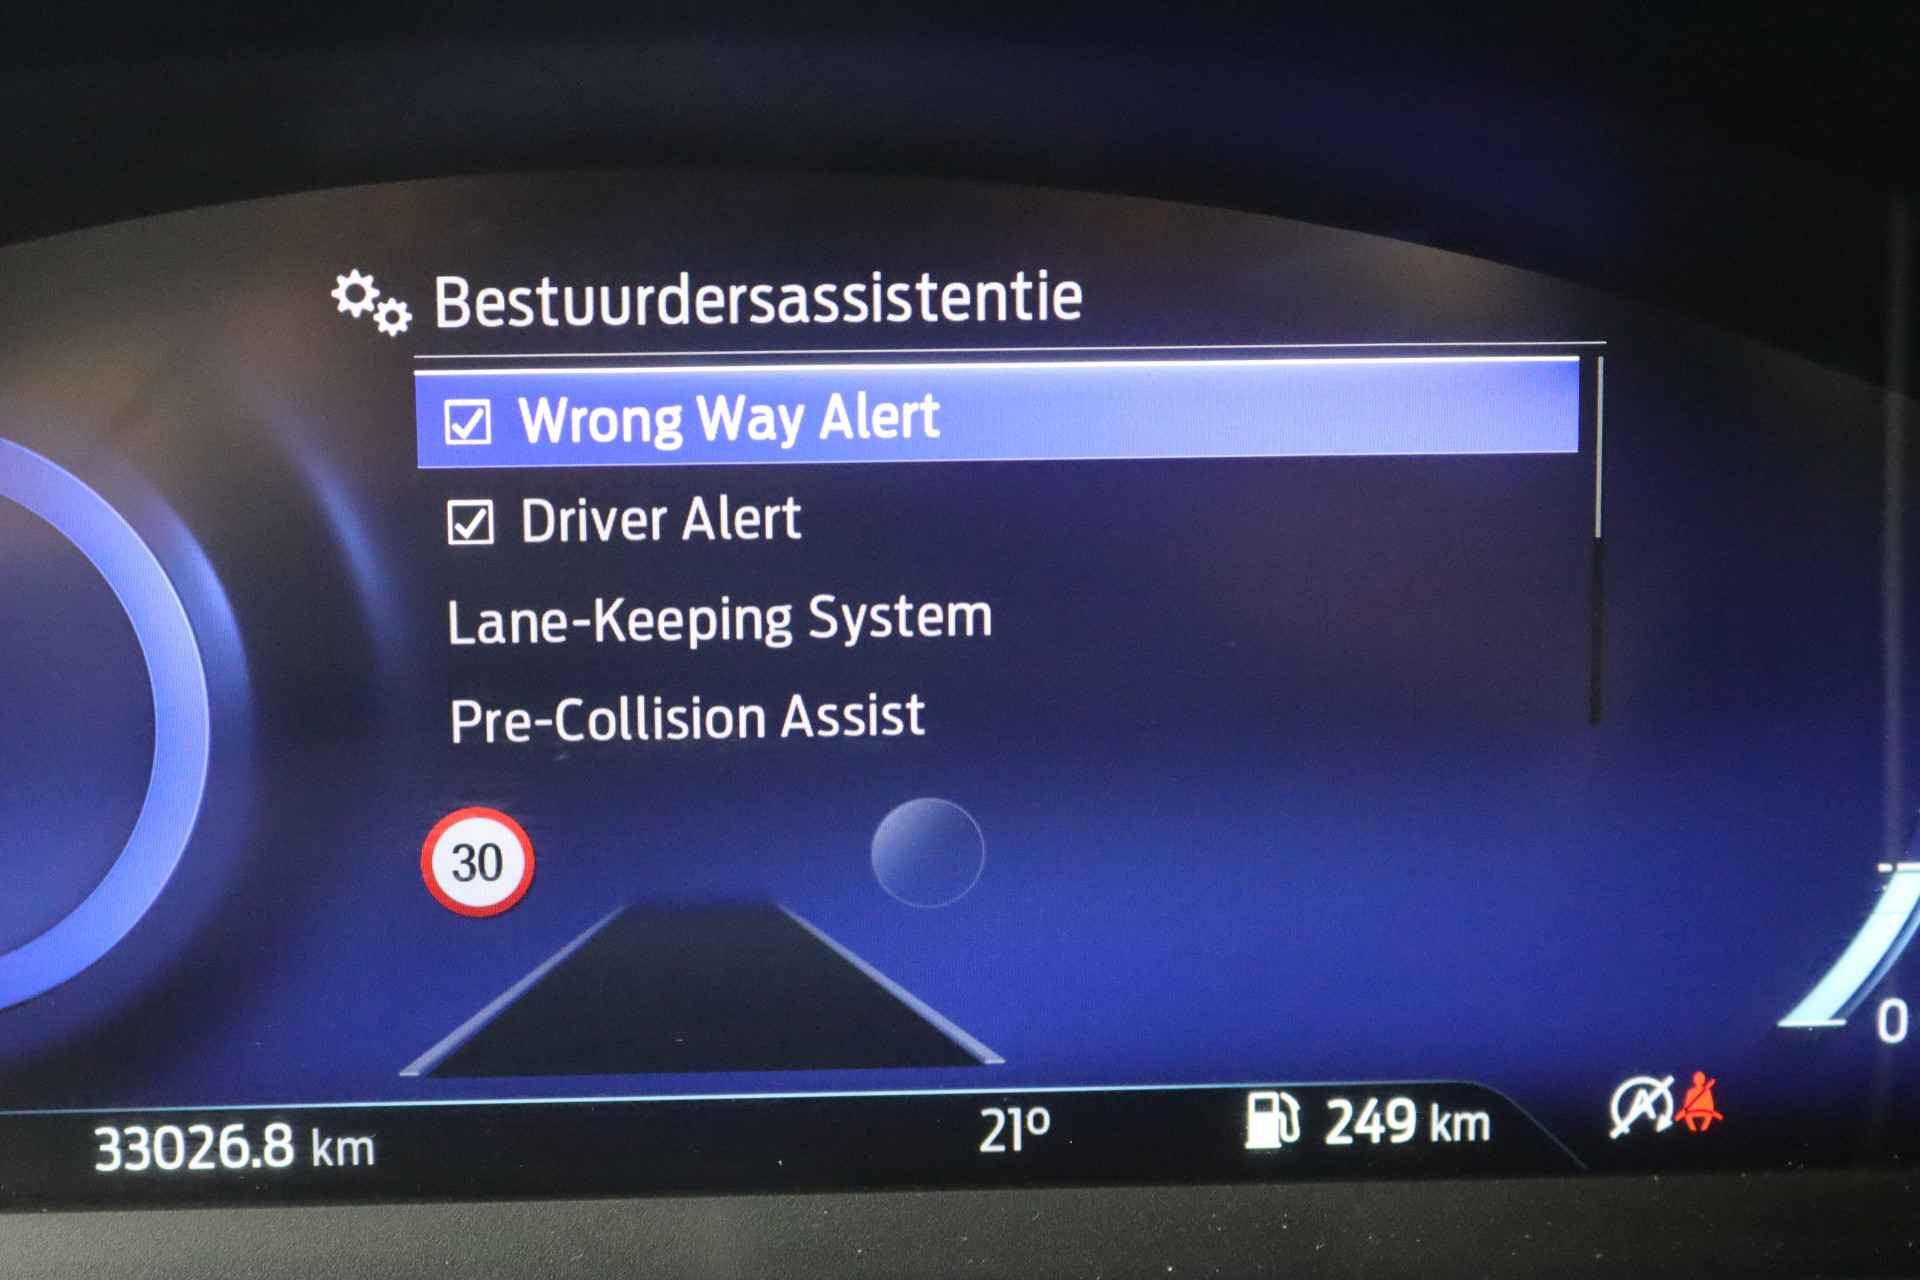 Bestuurdersassistentie
Wrong Way Alert
Driver Alert
Lane-Keeping System
Pre-Collision Assist
30
0
33026.8 km
21º
249 km
A